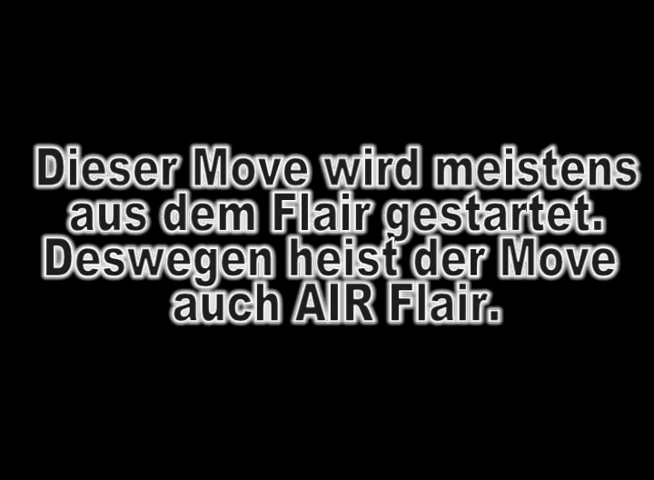 Dieser Move wird meistens
aus dem Flair gestartet.
Deswegen heist der Move
auch AIR Flair.